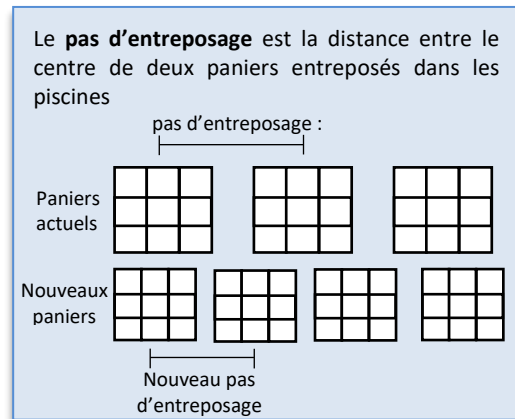 Le pas d’entreposage est la distance entre le
centre de deux paniers entreposés dans les
piscines
pas d’entreposage :
Paniers
actuels
Nouveaux
paniers
Nouveau pas
d’entreposage